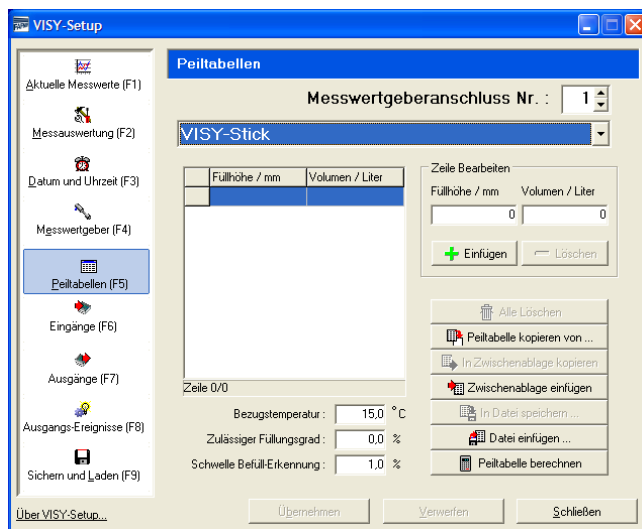 VISY-Setup
Aktuelle Messwerte (F1)
Messauswertung (F2)
Datum und Uhrzeit (F3)
Messwertgeber (F4)
Peiltabellen (F5)
Eingänge (F6)
Ausgänge (F7)
Ausgangs-Ereignisse (F8)
Sichern und Laden (F9)
Über VISY-Setup...
Peiltabellen
Messwertgeberanschluss Nr. : 1
VISY-Stick
Füllhöhe / mm Volumen / Liter
Zeile 0/0
Bezugstemperatur : 15,0 °C
Zulässiger Füllungsgrad : 0,0 %
Schwelle Befüll-Erkennung : 1,0 %
Zeile Bearbeiten
Füllhöhe / mm Volumen / Liter
0 0
Einfügen Löschen
Alle Löschen
Peiltabelle kopieren von ...
In Zwischenablage kopieren
Zwischenablage einfügen
In Datei speichern ...
Datei einfügen ...
Peiltabelle berechnen
Übernehmen Verwerfen Schließen